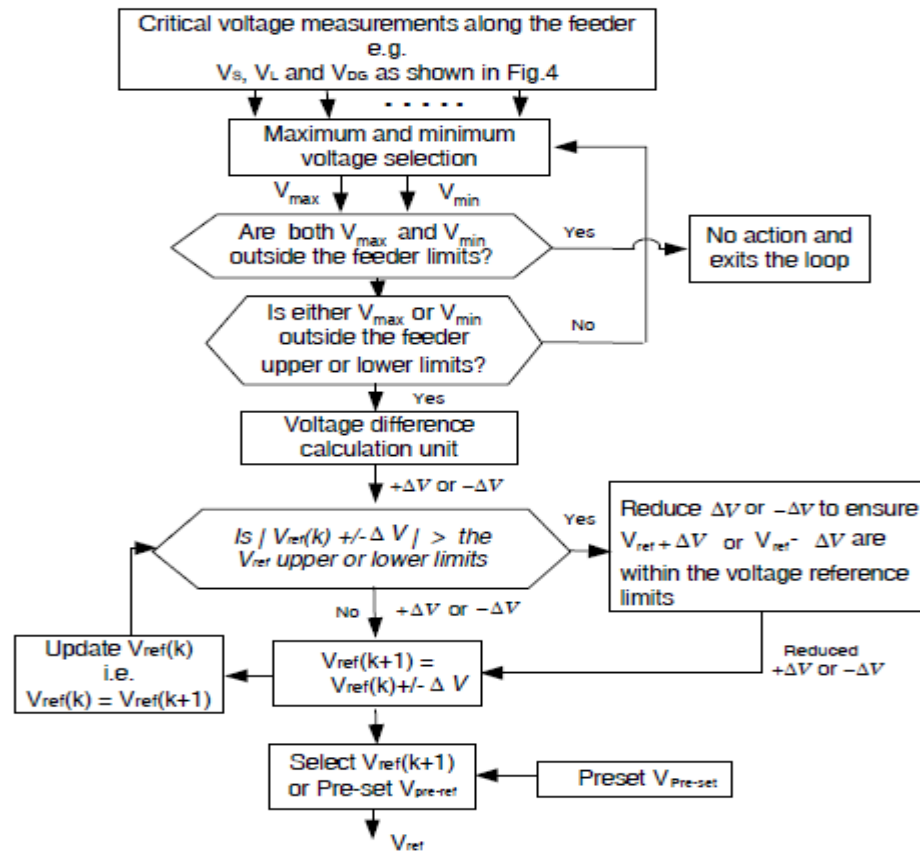 Critical voltage measurements along the feeder
e.g.
VS, VL and VDG as shown in Fig.4
Maximum and minimum
voltage selection
Vmax
Vmin
Are both Vmax and Vmin
outside the feeder limits?
Yes
No action and
exits the loop
Is either Vmax or Vmin
outside the feeder
upper or lower limits?
No
Yes
Voltage difference
calculation unit
+ΔV or −ΔV
Is | Vref(k) +/- Δ V | > the
Vref upper or lower limits
Yes
Reduce ΔV or −ΔV to ensure
Vref + ΔV or Vref - ΔV are
within the voltage reference
limits
No
+ΔV or −ΔV
Reduced
+ΔV or −ΔV
Update Vref(k)
i.e.
Vref(k) = Vref(k+1)
Vref(k+1) =
Vref(k)+/- Δ V
Select Vref(k+1)
or Pre-set Vpre-ref
Preset VPre-set
Vref